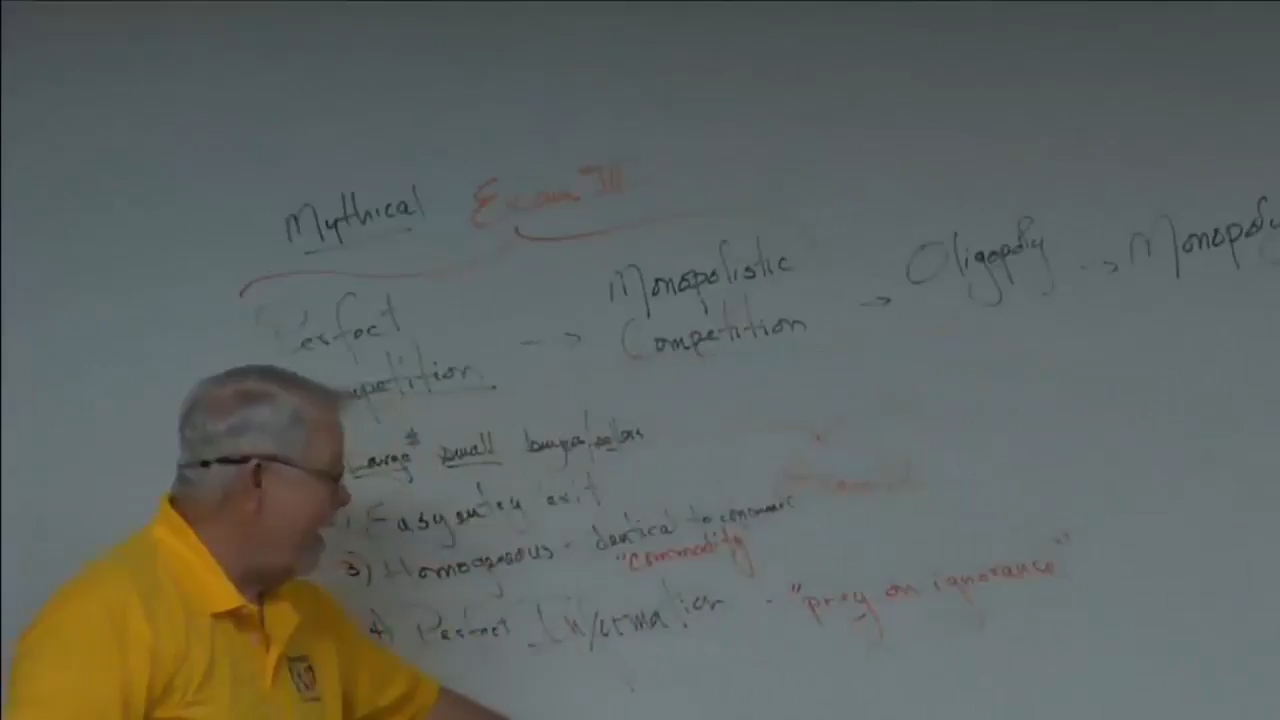 Mythical Exam
Perfect Competition -> Monopolistic Competition -> Oligopoly -> Monopoly
Large # small buyers/sellers
Easy entry exit
3) Homogeneous - Identical to consumer
"commodity"
4) Perfect Information - "prey on ignorance"